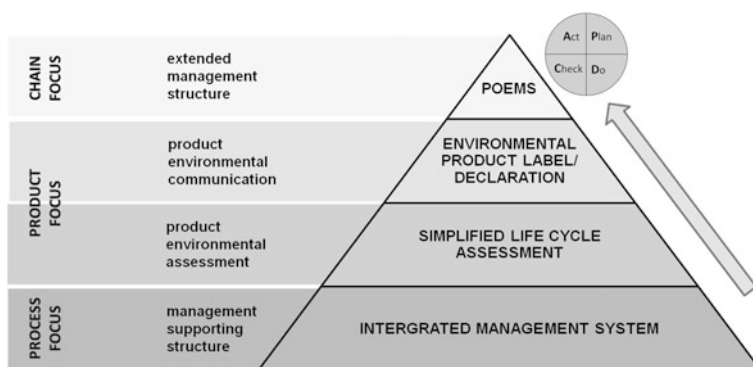 CHAIN
FOCUS
extended
management
structure
POEMS
Act
Plan
Check
Do
PRODUCT
FOCUS
product
environmental
communication
ENVIRONMENTAL
PRODUCT LABEL/
DECLARATION
product
environmental
assessment
SIMPLIFIED LIFE CYCLE
ASSESSMENT
PROCESS
FOCUS
management
supporting
structure
INTERGRATED MANAGEMENT SYSTEM